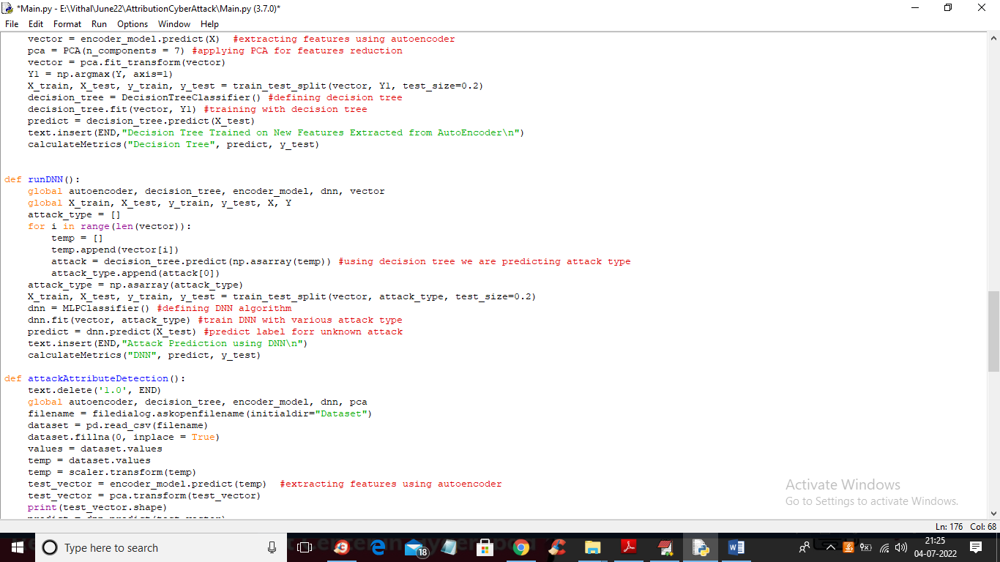 *Main.py - E:\Vithal\June22\AttributionCyberAttack\Main.py (3.7.0)*
File Edit Format Run Options Window Help
    vector = encoder_model.predict(X)  #extracting features using autoencoder
    pca = PCA(n_components = 7) #applying PCA for features reduction
    vector = pca.fit_transform(vector)
    Y1 = np.argmax(Y, axis=1)
    X_train, X_test, y_train, y_test = train_test_split(vector, Y1, test_size=0.2)
    decision_tree = DecisionTreeClassifier() #defining decision tree
    decision_tree.fit(vector, Y1) #training with decision tree
    predict = decision_tree.predict(X_test)
    text.insert(END,"Decision Tree Trained on New Features Extracted from AutoEncoder\n")
    calculateMetrics("Decision Tree", predict, y_test)
def runDNN():
    global autoencoder, decision_tree, encoder_model, dnn, vector
    global X_train, X_test, y_train, y_test, X, Y
    attack_type = []
    for i in range(len(vector)):
        temp = []
        temp.append(vector[i])
        attack = decision_tree.predict(np.asarray(temp)) #using decision tree we are predicting attack type
        attack_type.append(attack[0])
    attack_type = np.asarray(attack_type)
    X_train, X_test, y_train, y_test = train_test_split(vector, attack_type, test_size=0.2)
    dnn = MLPClassifier() #defining DNN algorithm
    dnn.fit(vector, attack_type) #train DNN with various attack type
    predict = dnn.predict(X_test) #predict label forr unknown attack
    text.insert(END,"Attack Prediction using DNN\n")
    calculateMetrics("DNN", predict, y_test)
def attackAttributeDetection():
    text.delete('1.0', END)
    global autoencoder, decision_tree, encoder_model, dnn, pca
    filename = filedialog.askopenfilename(initialdir="Dataset")
    dataset = pd.read_csv(filename)
    dataset.fillna(0, inplace = True)
    values = dataset.values
    temp = dataset.values
    temp = scaler.transform(temp)
    test_vector = encoder_model.predict(temp)  #extracting features using autoencoder
    test_vector = pca.transform(test_vector)
    print(test_vector.shape)
Activate Windows
Go to Settings to activate Windows.
Ln: 176 Col: 68
Type here to search
18
21:25
04-07-2022